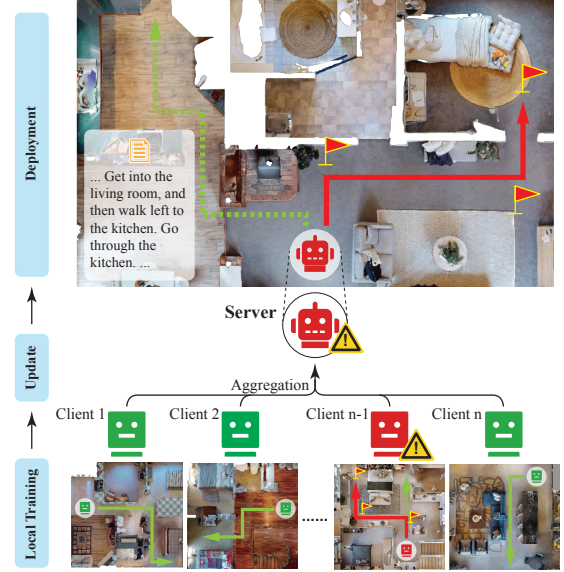 Deployment
... Get into the
living room, and
then walk left to
the kitchen. Go
through the
kitchen. ...
Server
Update
Aggregation
Client 1
Client 2
Client n-1
Client n
Local Training
......